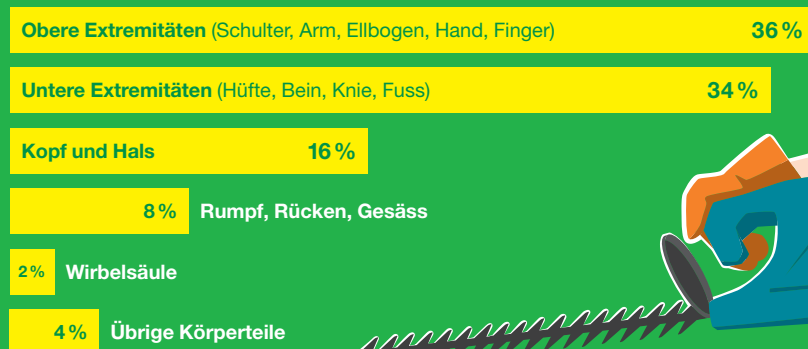 Obere Extremitäten (Schulter, Arm, Ellbogen, Hand, Finger) 36 %
Untere Extremitäten (Hüfte, Bein, Knie, Fuss) 34 %
Kopf und Hals 16 %
8 % Rumpf, Rücken, Gesäss
2 % Wirbelsäule
4 % Übrige Körperteile